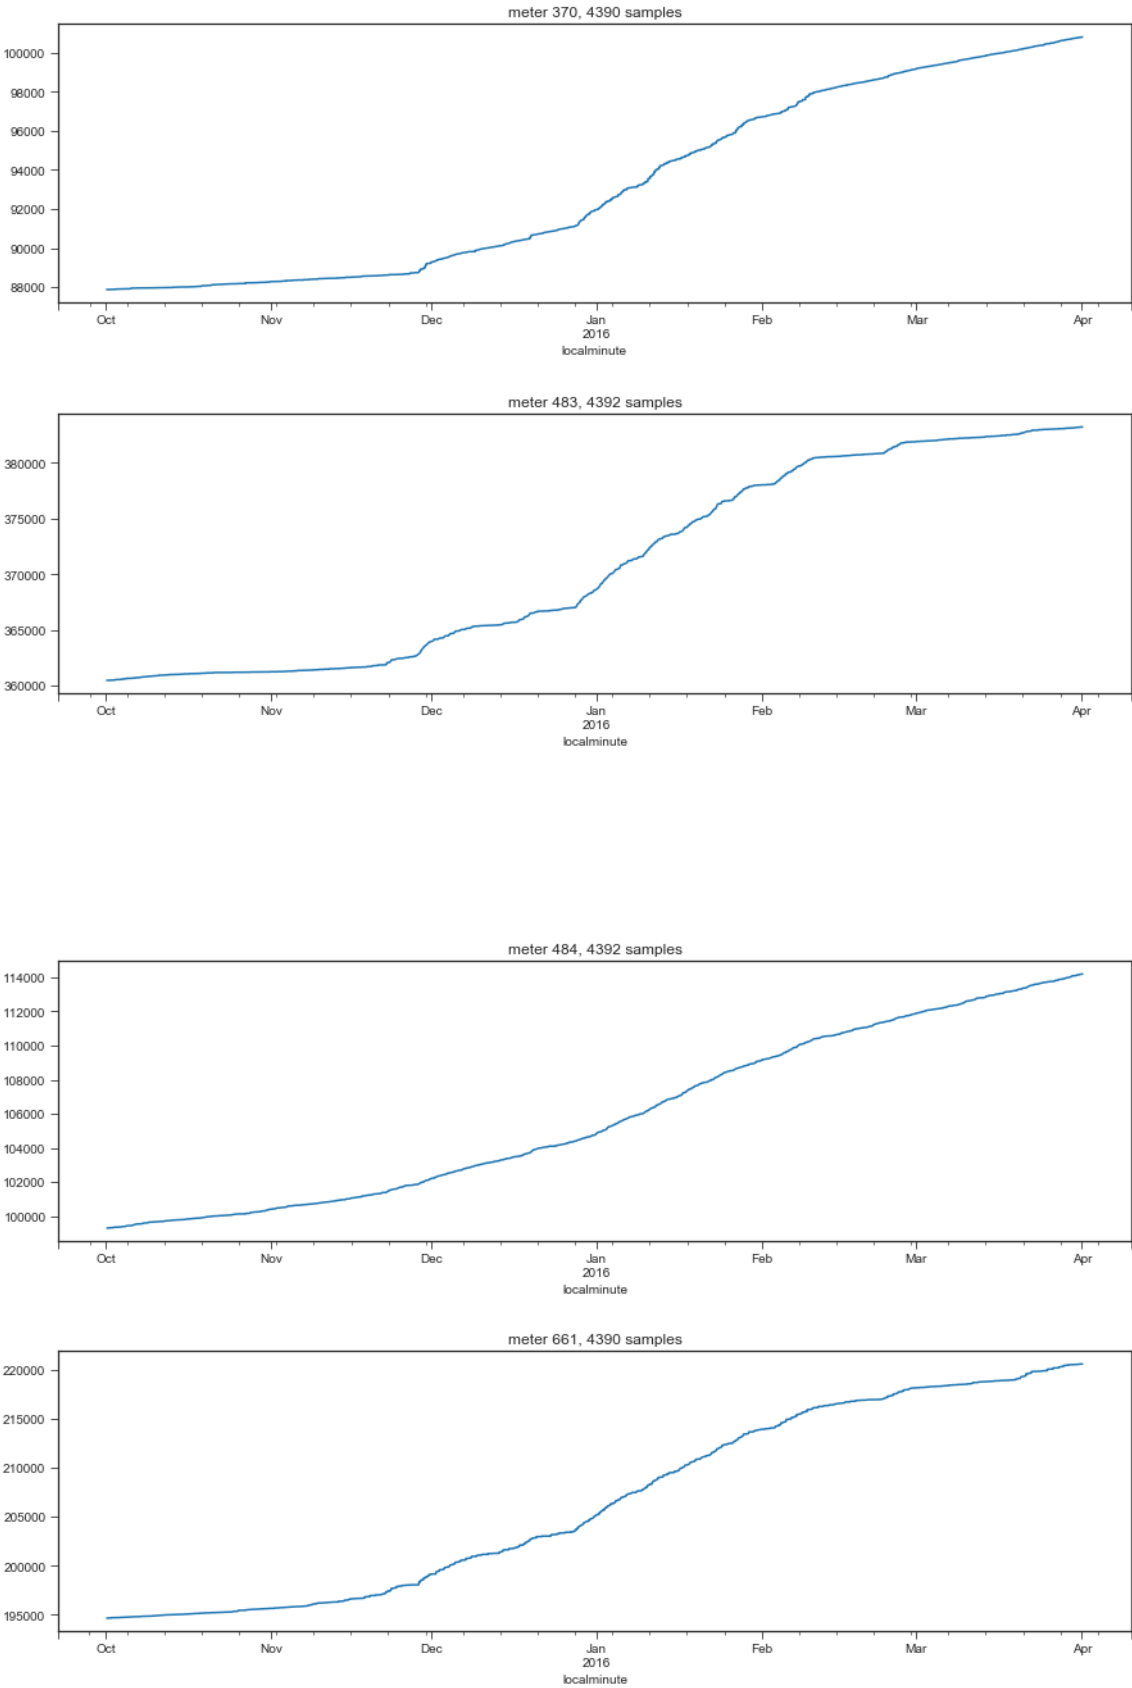 meter 370, 4390 samples
100000
98000
96000
94000
92000
90000
88000
Oct Nov Dec Jan Feb Mar Apr
2016
localminute
meter 483, 4392 samples
380000
375000
370000
365000
360000
Oct Nov Dec Jan Feb Mar Apr
2016
localminute
meter 484, 4392 samples
114000
112000
110000
108000
106000
104000
102000
100000
Oct Nov Dec Jan Feb Mar Apr
2016
localminute
meter 661, 4390 samples
220000
215000
210000
205000
200000
195000
Oct Nov Dec Jan Feb Mar Apr
2016
localminute